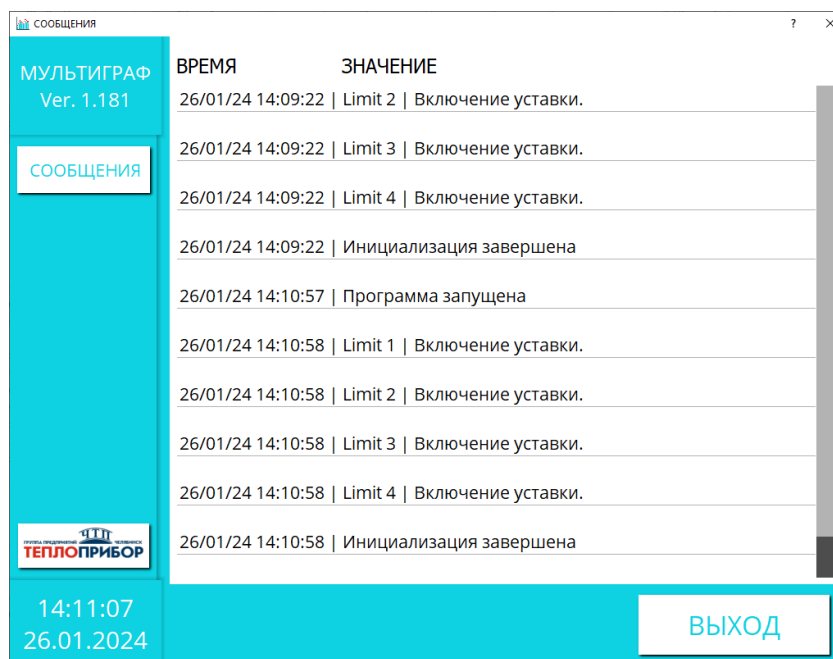 СООБЩЕНИЯ
? ×
МУЛЬТИГРАФ
Ver. 1.181
СООБЩЕНИЯ
ВРЕМЯ ЗНАЧЕНИЕ
26/01/24 14:09:22 | Limit 2 | Включение уставки.
26/01/24 14:09:22 | Limit 3 | Включение уставки.
26/01/24 14:09:22 | Limit 4 | Включение уставки.
26/01/24 14:09:22 | Инициализация завершена
26/01/24 14:10:57 | Программа запущена
26/01/24 14:10:58 | Limit 1 | Включение уставки.
26/01/24 14:10:58 | Limit 2 | Включение уставки.
26/01/24 14:10:58 | Limit 3 | Включение уставки.
26/01/24 14:10:58 | Limit 4 | Включение уставки.
26/01/24 14:10:58 | Инициализация завершена
ЧТП
ГРУППА ПРЕДПРИЯТИЙ ЧЕЛЯБИНСК
ТЕПЛОПРИБОР
14:11:07
26.01.2024
ВЫХОД